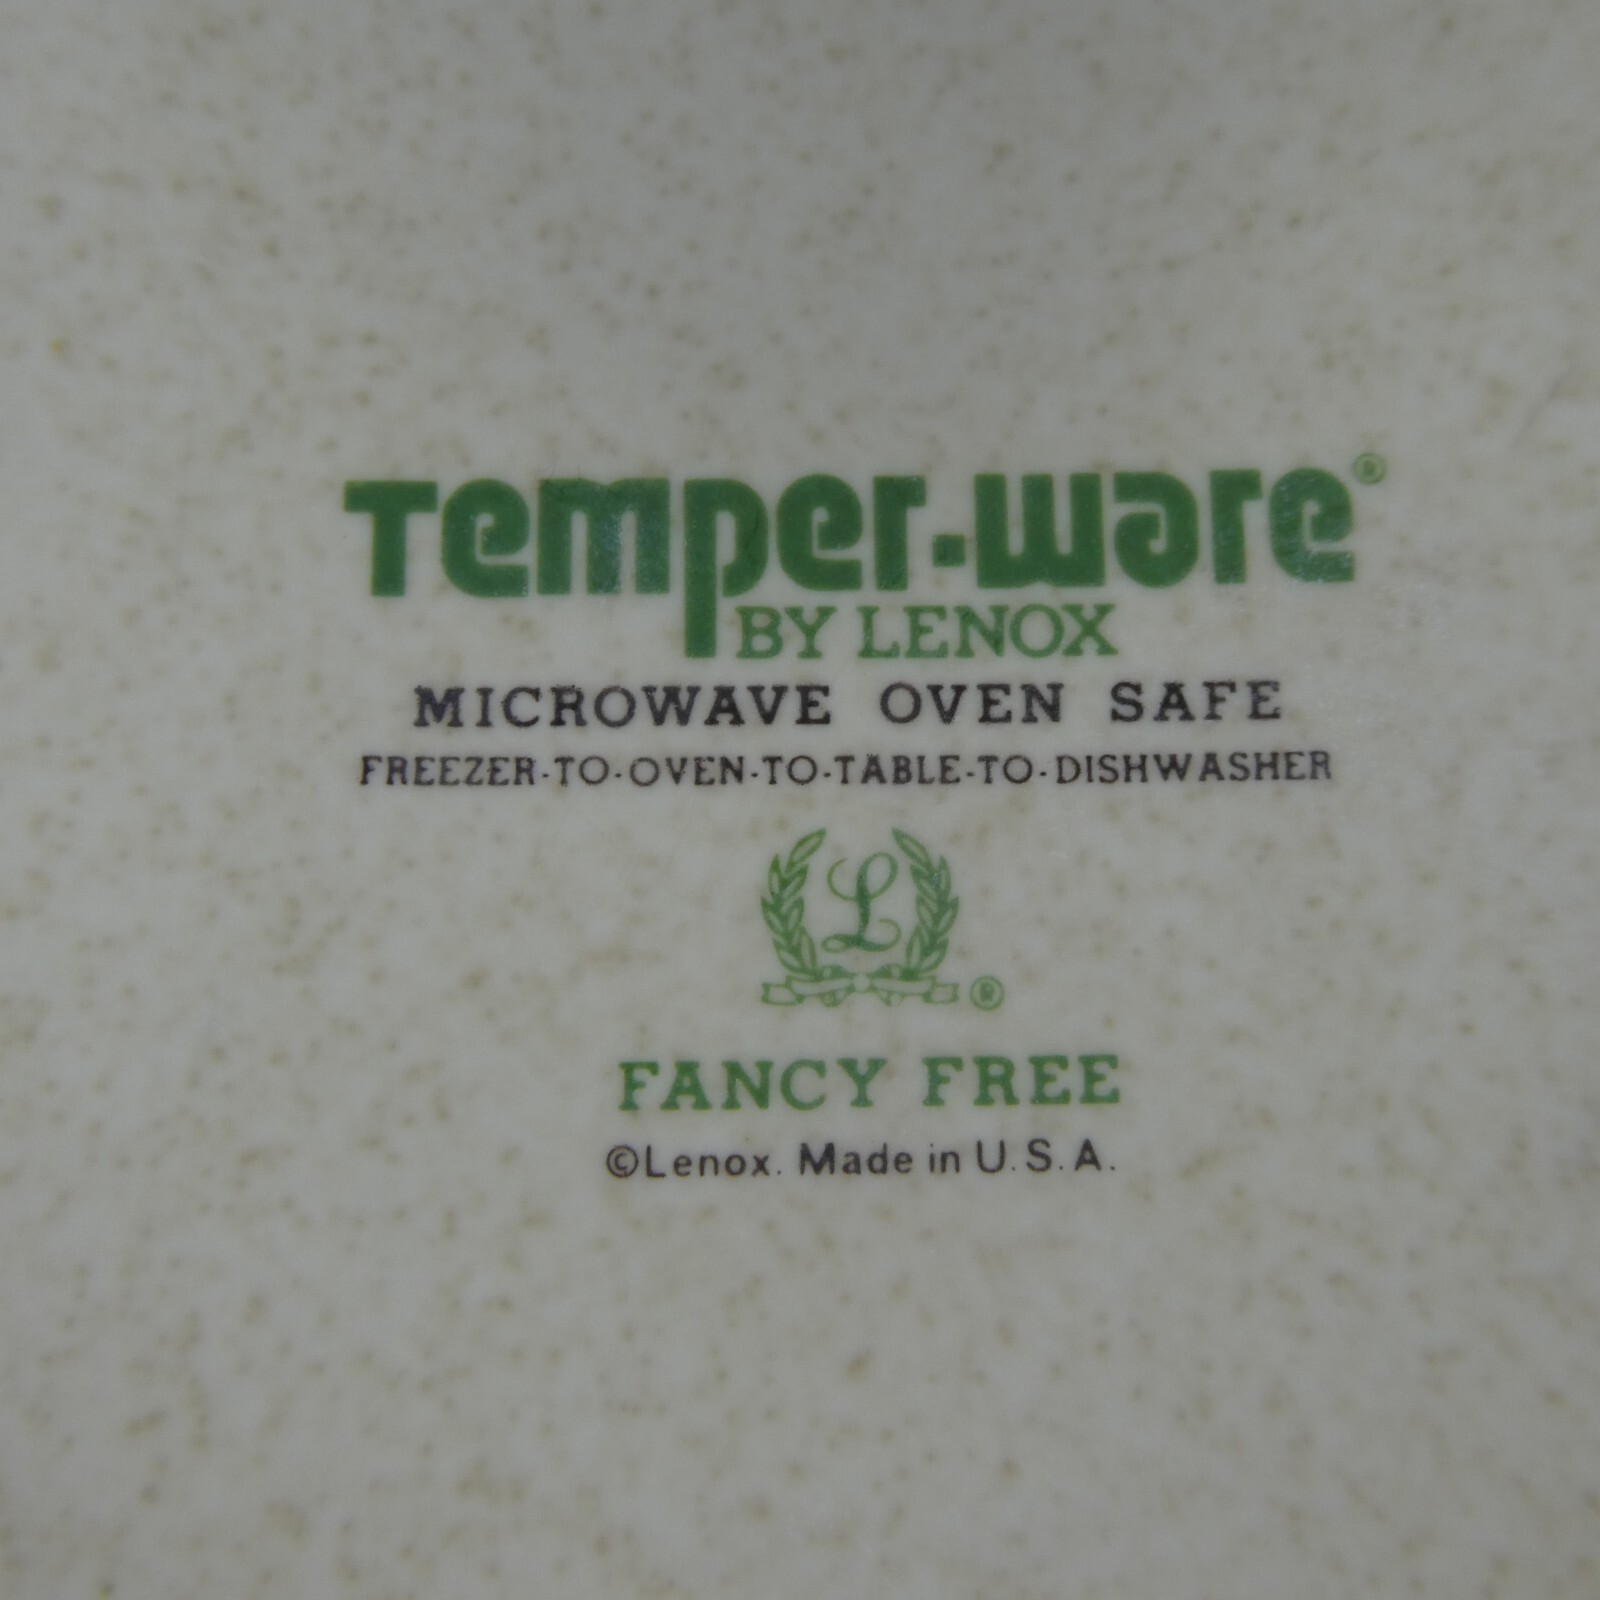 Temper-ware®
BY LENOX
MICROWAVE OVEN SAFE
FREEZER-TO-OVEN-TO-TABLE-TO-DISHWASHER
L
®
FANCY FREE
©Lenox. Made in U.S.A.